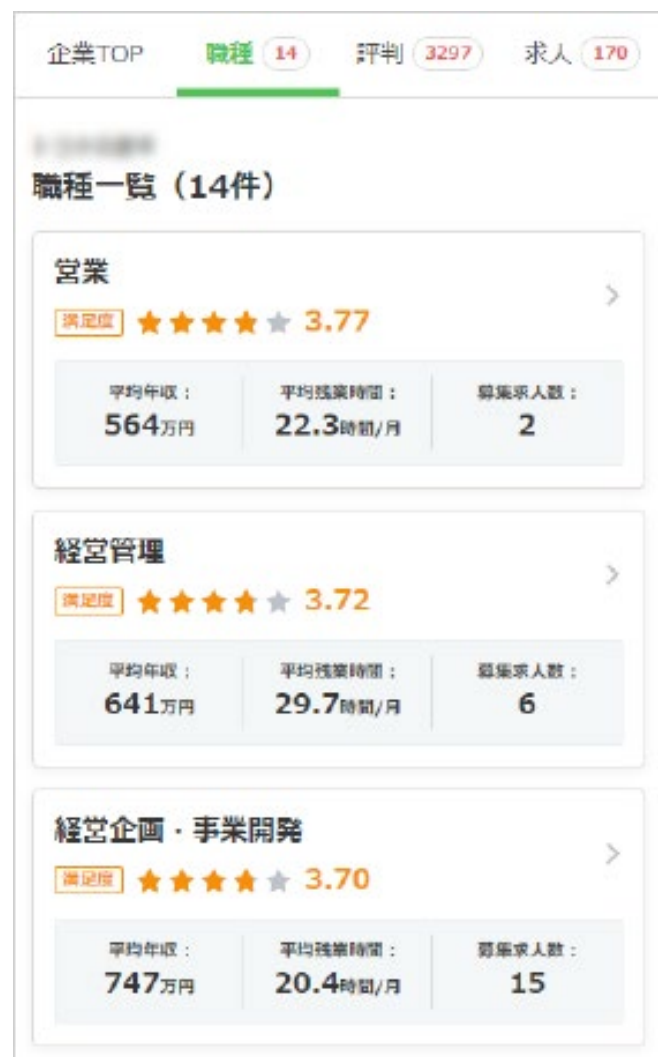 企業TOP 職種 14 評判 3297 求人 170
職種一覧（14件）
営業
満足度 3.77
平均年収： 平均残業時間： 募集求人数：
564万円 22.3時間/月 2
経営管理
満足度 3.72
平均年収： 平均残業時間： 募集求人数：
641万円 29.7時間/月 6
経営企画・事業開発
満足度 3.70
平均年収： 平均残業時間： 募集求人数：
747万円 20.4時間/月 15